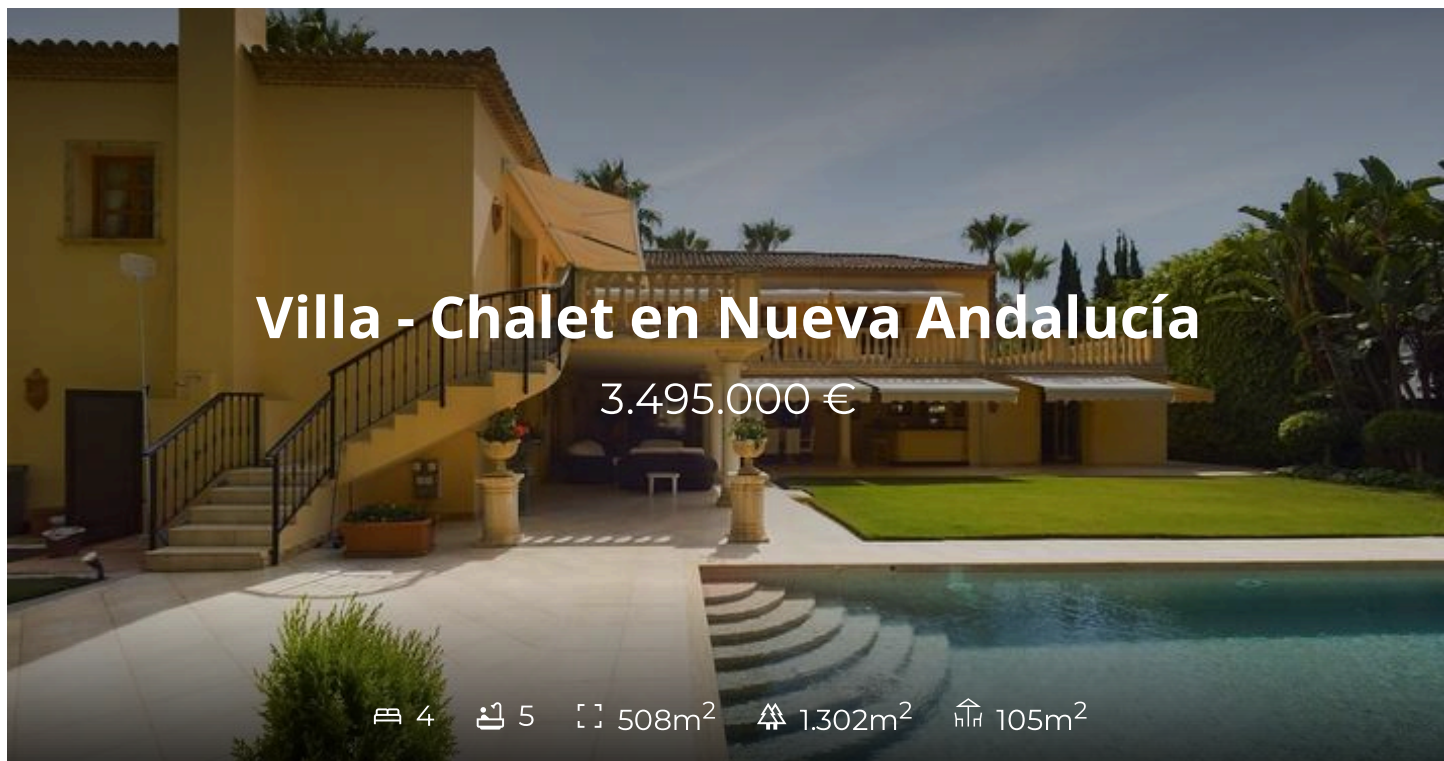 Villa - Chalet en Nueva Andalucía
3.495.000 €
4 5 508m² 1.302m² 105m²